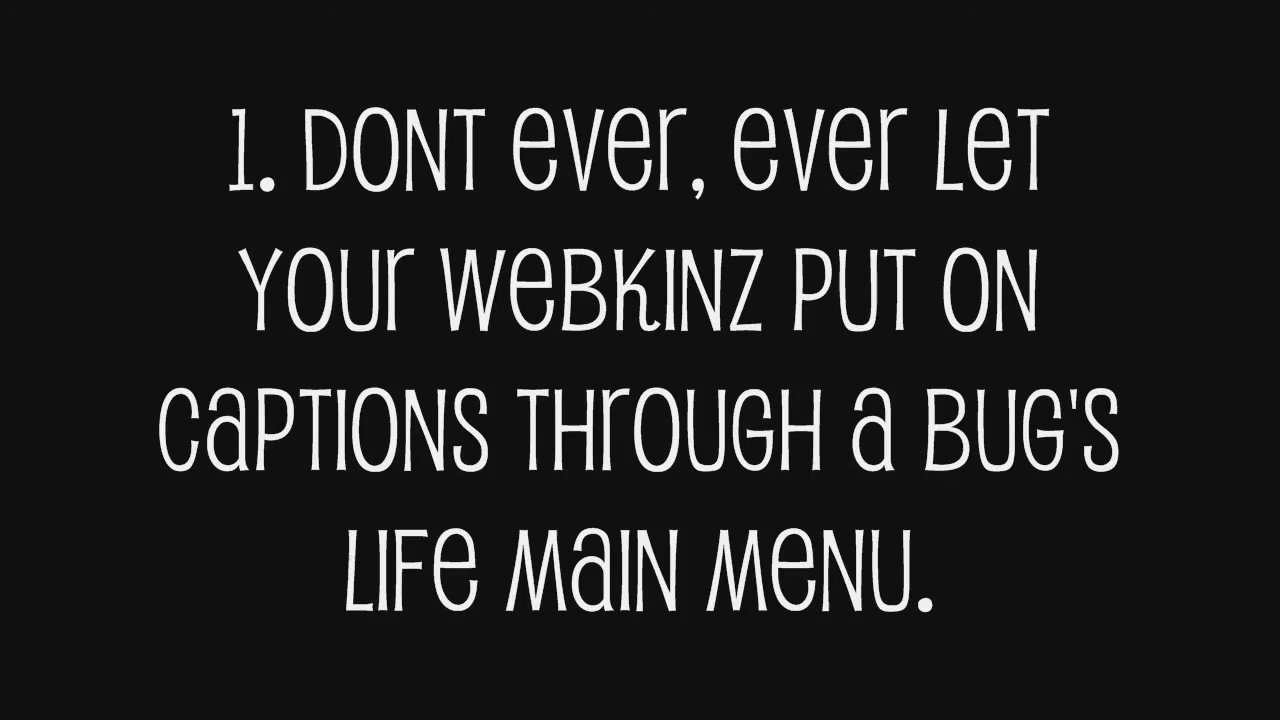 1. DONT ever, ever LeT
YOUr WeBKINZ PUT ON
CaPTIONS THrOUGH a BUG'S
LIFe MaIN MeNU.